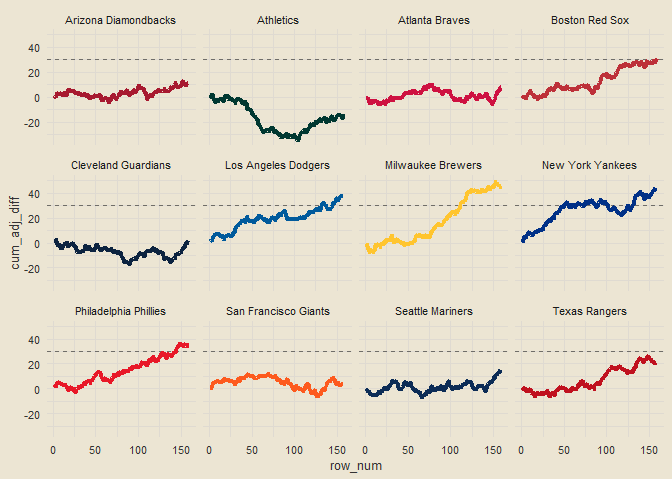 Arizona Diamondbacks Athletics Atlanta Braves Boston Red Sox
40
20
0
-20
Cleveland Guardians Los Angeles Dodgers Milwaukee Brewers New York Yankees
40
20
0
-20
cum_adj_diff
Philadelphia Phillies San Francisco Giants Seattle Mariners Texas Rangers
40
20
0
-20
0 50 100 150 0 50 100 150 0 50 100 150 0 50 100 150
row_num